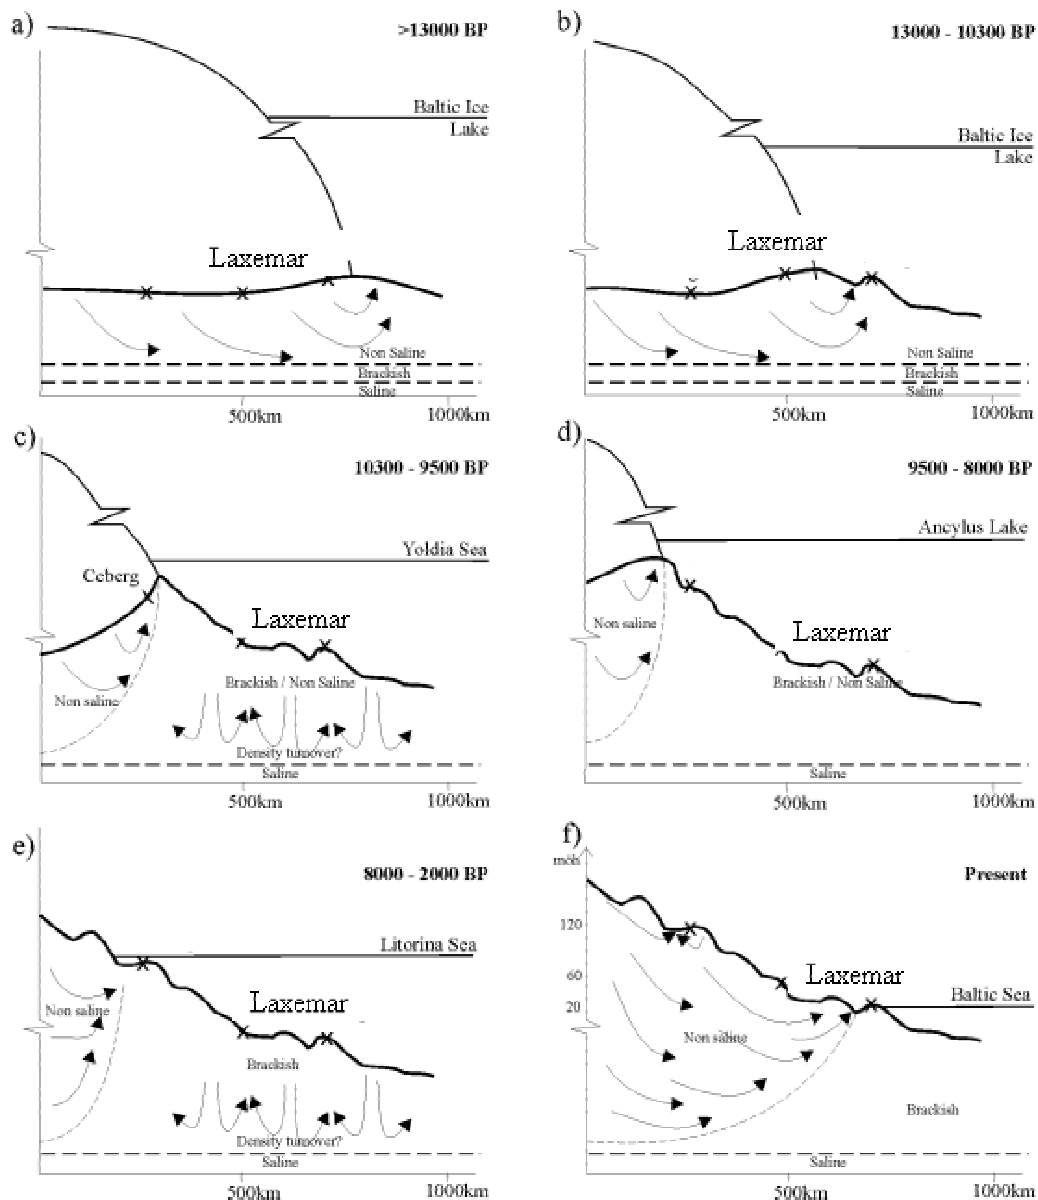 a)
>13000 BP
Baltic Ice
Lake
Laxemar
Non Saline
Brackish
Saline
500km
1000km
b)
13000 - 10300 BP
Baltic Ice
Lake
Laxemar
Non Saline
Brackish
Saline
500km
1000km
c)
10300 - 9500 BP
Yoldia Sea
Ceberg
Laxemar
Brackish / Non Saline
Non saline
Density turnover?
Saline
500km
1000km
d)
9500 - 8000 BP
Ancylus Lake
Non saline
Laxemar
Brackish / Non Saline
Saline
500km
1000km
e)
8000 - 2000 BP
Litorina Sea
Non saline
Laxemar
Brackish
Density turnover?
Saline
500km
1000km
f)
möh
Present
120
60
20
Laxemar
Baltic Sea
Non saline
Brackish
Saline
500km
1000km